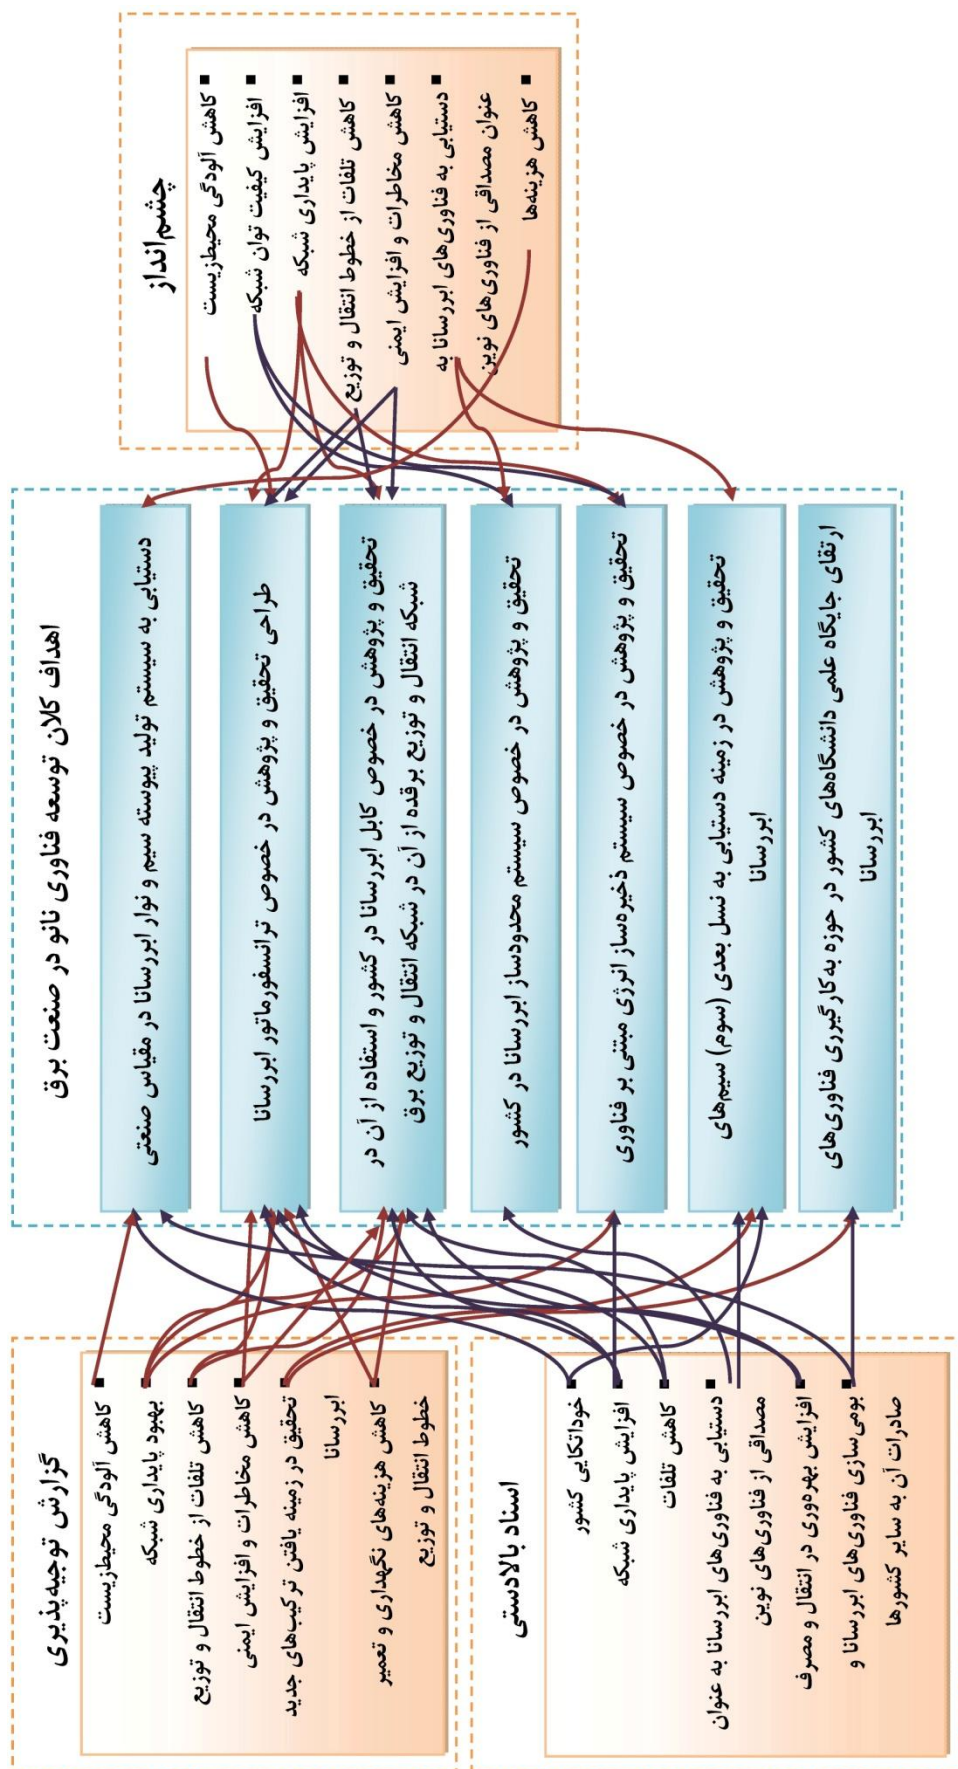 چشم‌انداز
■ کاهش آلودگی محیط‌زیست
■ افزایش کیفیت توان شبکه
■ افزایش پایداری شبکه
■ کاهش تلفات از خطوط انتقال و توزیع
■ کاهش مخاطرات و افزایش ایمنی
■ دستیابی به فناوری‌های ابررسانا به
عنوان مصداقی از فناوری‌های نوین
■ کاهش هزینه‌ها
اهداف کلان توسعه فناوری نانو در صنعت برق
دستیابی به سیستم تولید پیوسته سیم و نوار ابررسانا در مقیاس صنعتی
طراحی تحقیق و پژوهش در خصوص ترانسفورماتور ابررسانا
تحقیق و پژوهش در خصوص کابل ابررسانا در کشور و استفاده از آن در
شبکه انتقال و توزیع برقده از آن در شبکه انتقال و توزیع برق
تحقیق و پژوهش در خصوص سیستم محدودساز ابررسانا در کشور
تحقیق و پژوهش در خصوص سیستم ذخیره‌ساز انرژی مبتنی بر فناوری
تحقیق و پژوهش در زمینه دستیابی به نسل بعدی (سوم) سیم‌های
ابررسانا
ارتقای جایگاه علمی دانشگاه‌های کشور در حوزه به‌کارگیرری فناوری‌های
ابررسانا
گزارش توجیه‌پذیری
■ کاهش آلودگی محیط‌زیست
■ بهبود پایداری شبکه
■ کاهش تلفات از خطوط انتقال و توزیع
■ کاهش مخاطرات و افزایش ایمنی
■ تحقیق در زمینه یافتن ترکیب‌های جدید
ابررسانا
■ کاهش هزینه‌های نگهداری و تعمیر
خطوط انتقال و توزیع
اسناد بالادستی
■ خوداتکایی کشور
■ افزایش پایداری شبکه
■ کاهش تلفات
■ دستیابی به فناوری‌های ابررسانا به عنوان
مصداقی از فناوری‌های نوین
■ افزایش بهره‌وری در انتقال و مصرف
■ بومی‌سازی فناوری‌های ابررسانا و
صادرات آن به سایر کشورها